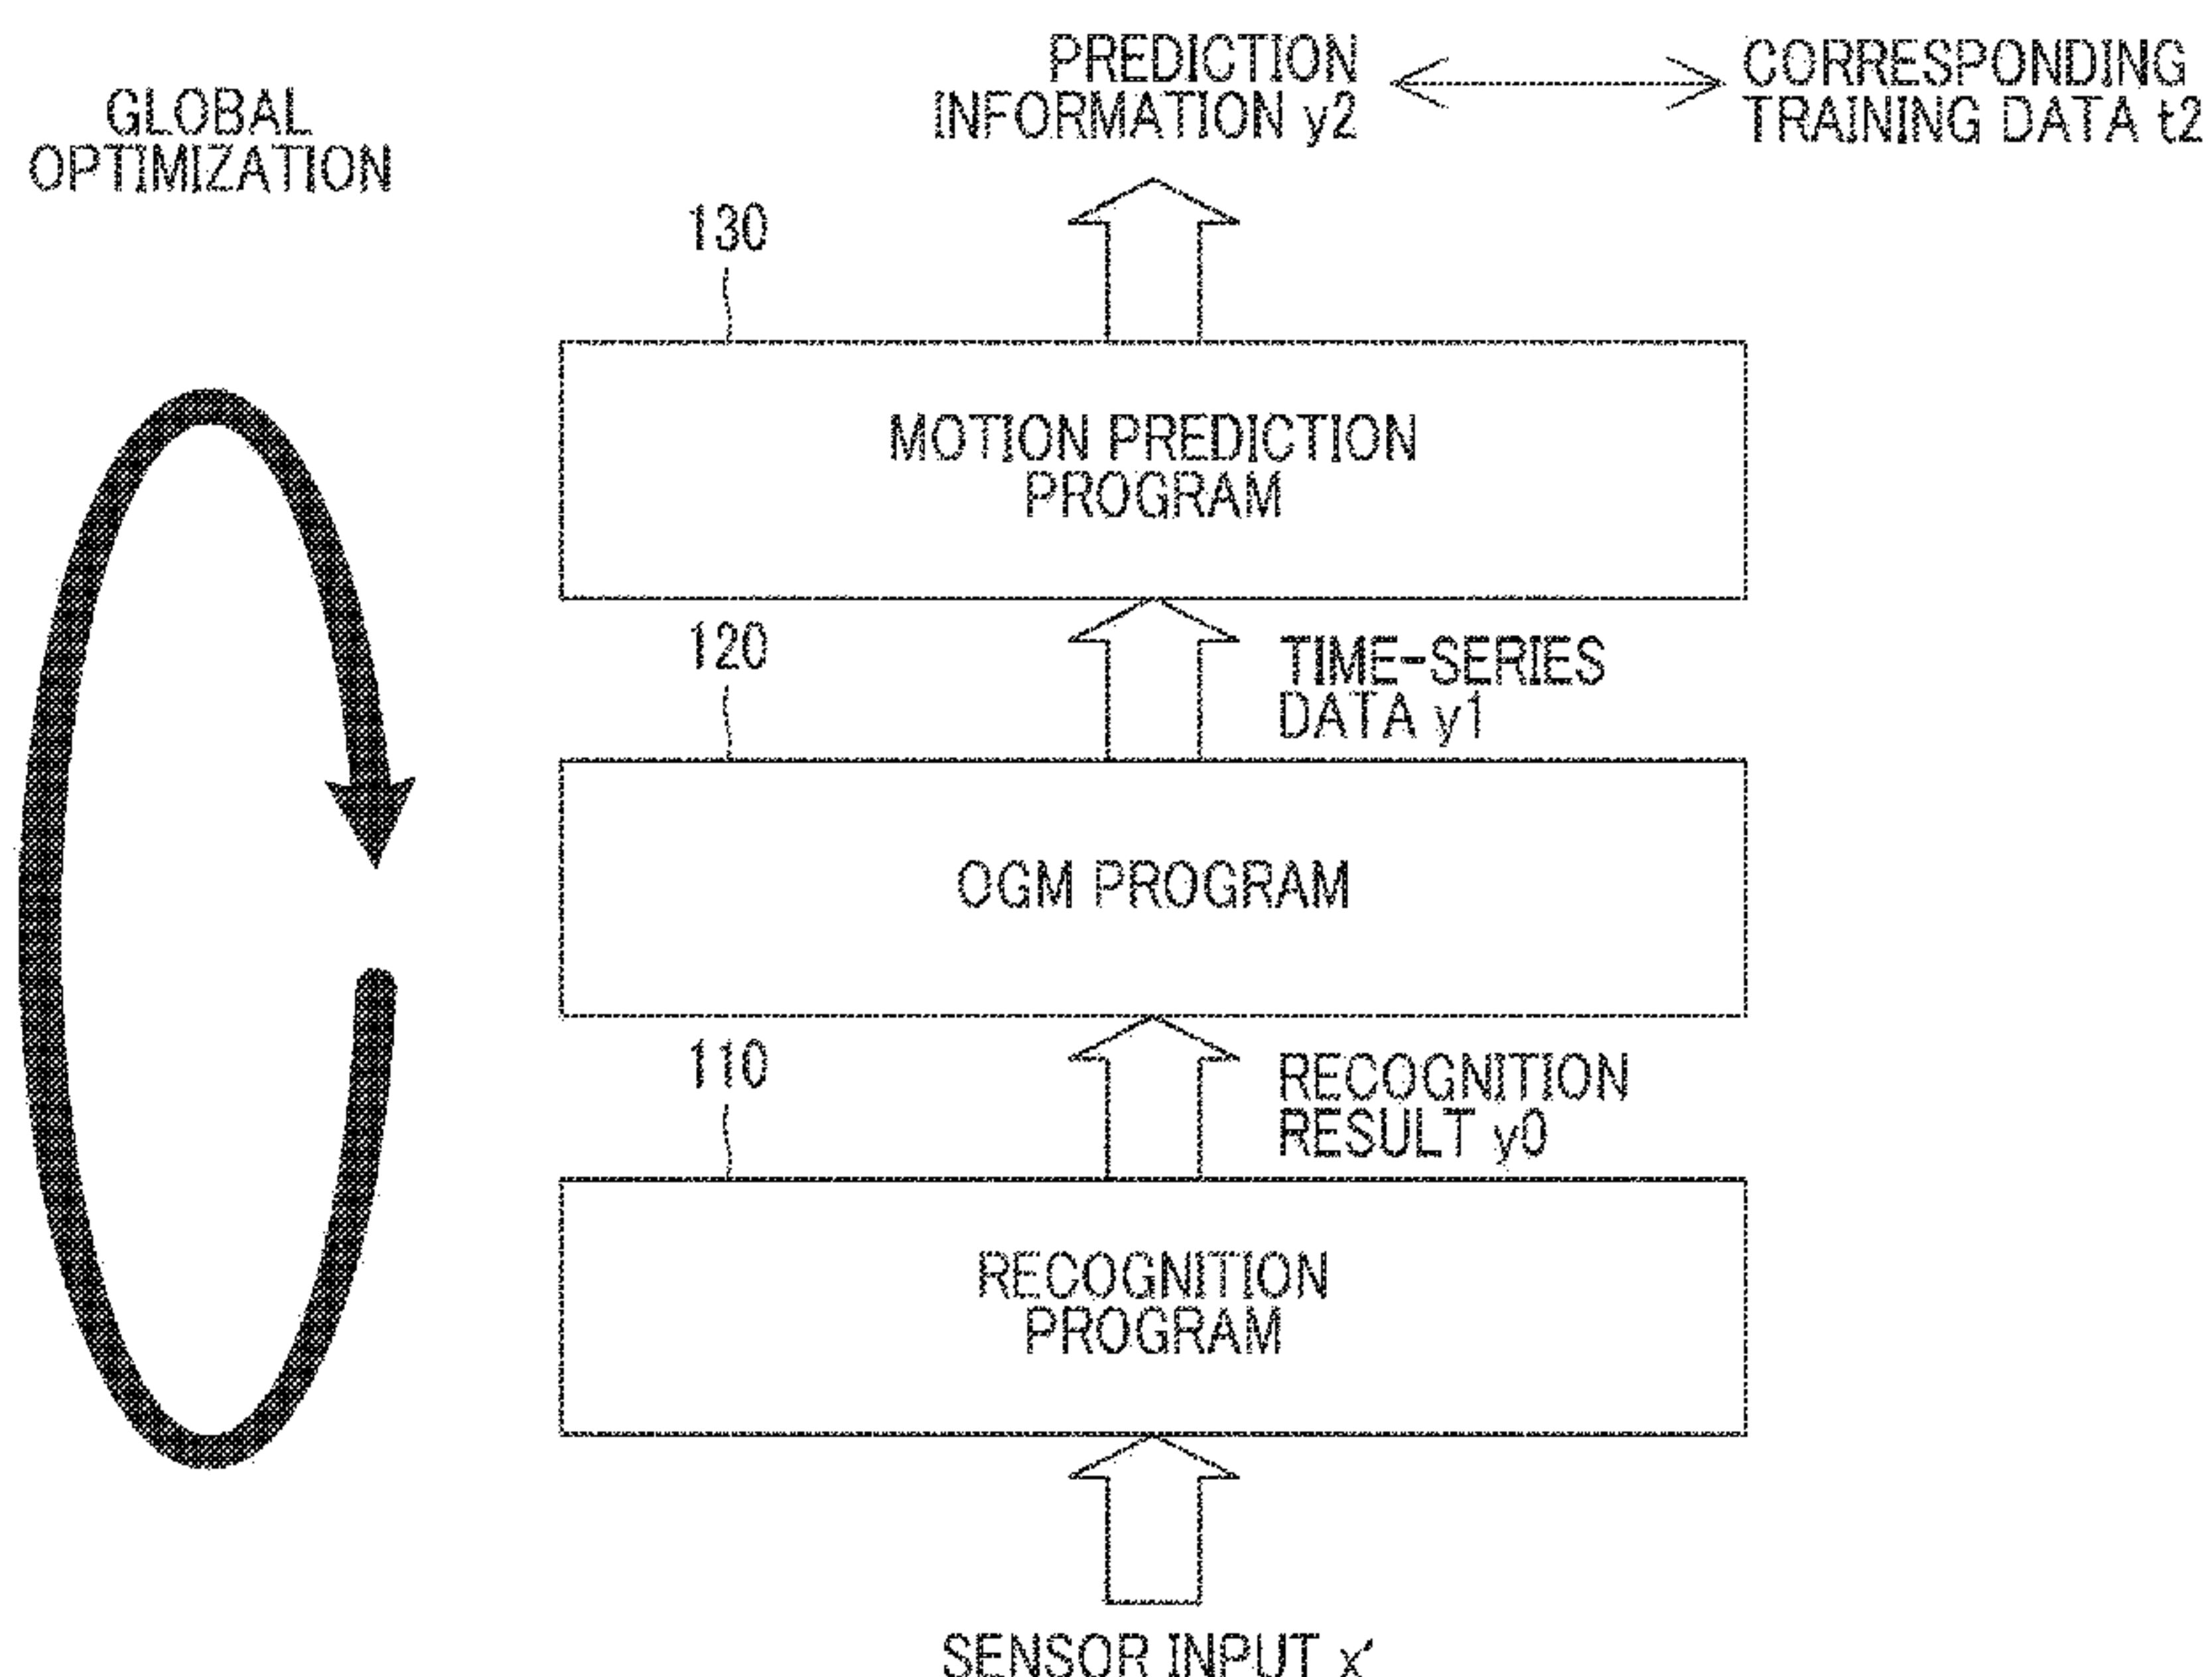 GLOBAL
OPTIMIZATION
PREDICTION
INFORMATION y2
CORRESPONDING
TRAINING DATA t2
130
MOTION PREDICTION
PROGRAM
120
TIME-SERIES
DATA y1
OGM PROGRAM
110
RECOGNITION
RESULT y0
RECOGNITION
PROGRAM
SENSOR INPUT x'